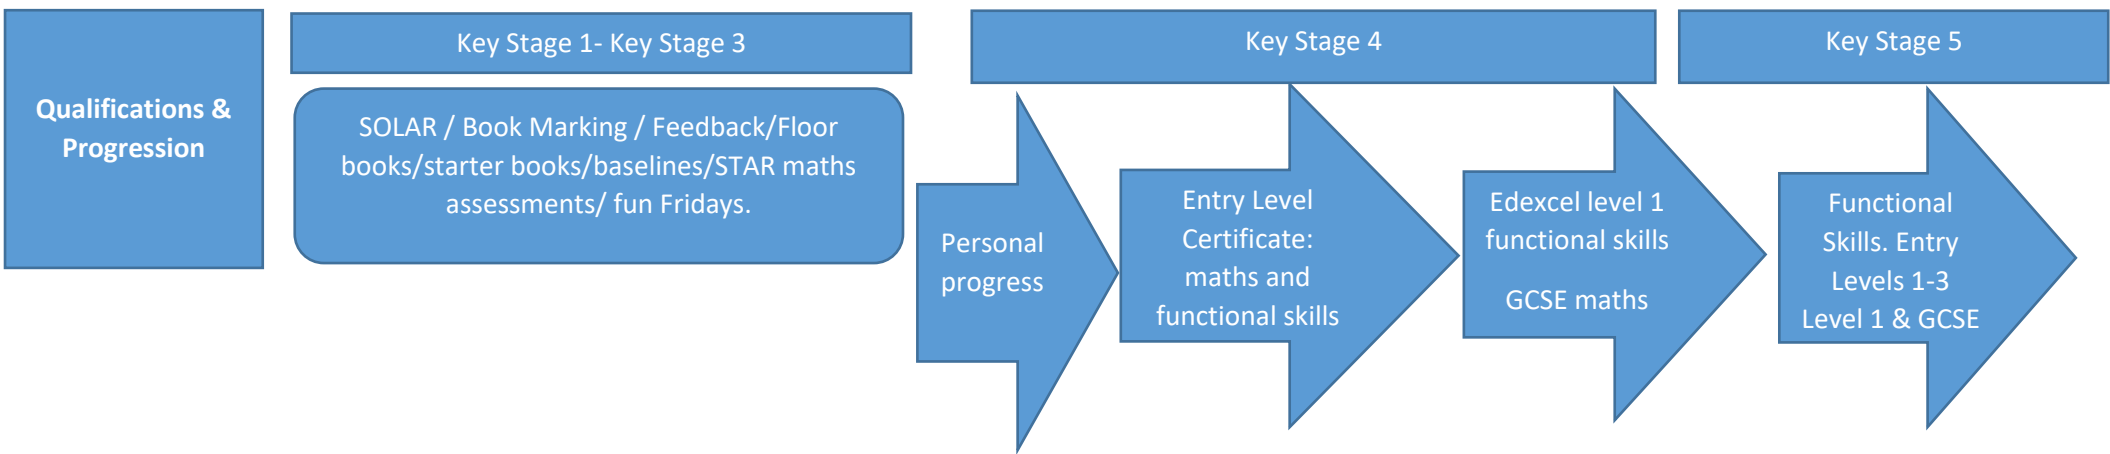 Qualifications &
Progression
Key Stage 1- Key Stage 3
SOLAR / Book Marking / Feedback/Floor
books/starter books/baselines/STAR maths
assessments/ fun Fridays.
Key Stage 4
Personal
progress
Entry Level
Certificate:
maths and
functional skills
Edexcel level 1
functional skills
GCSE maths
Key Stage 5
Functional
Skills. Entry
Levels 1-3
Level 1 & GCSE